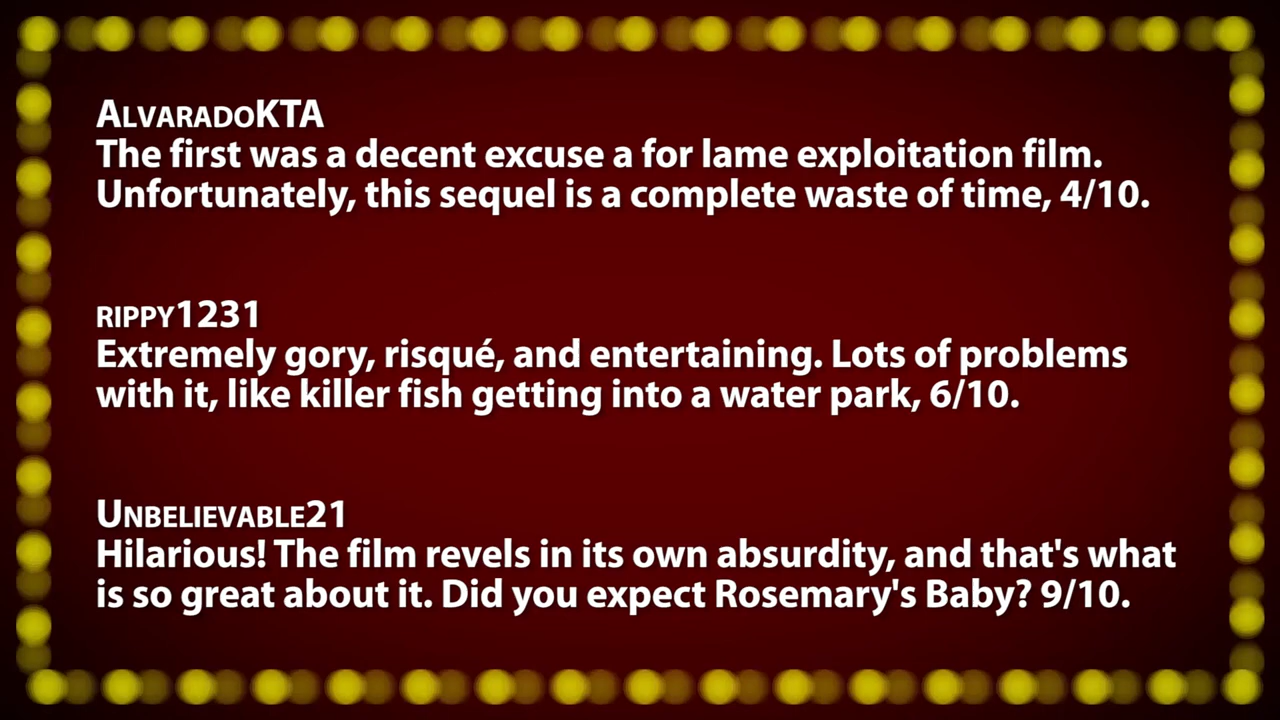 AlvaradoKTA
The first was a decent excuse a for lame exploitation film.
Unfortunately, this sequel is a complete waste of time, 4/10.
rippy1231
Extremely gory, risqué, and entertaining. Lots of problems
with it, like killer fish getting into a water park, 6/10.
Unbelievable21
Hilarious! The film revels in its own absurdity, and that's what
is so great about it. Did you expect Rosemary's Baby? 9/10.